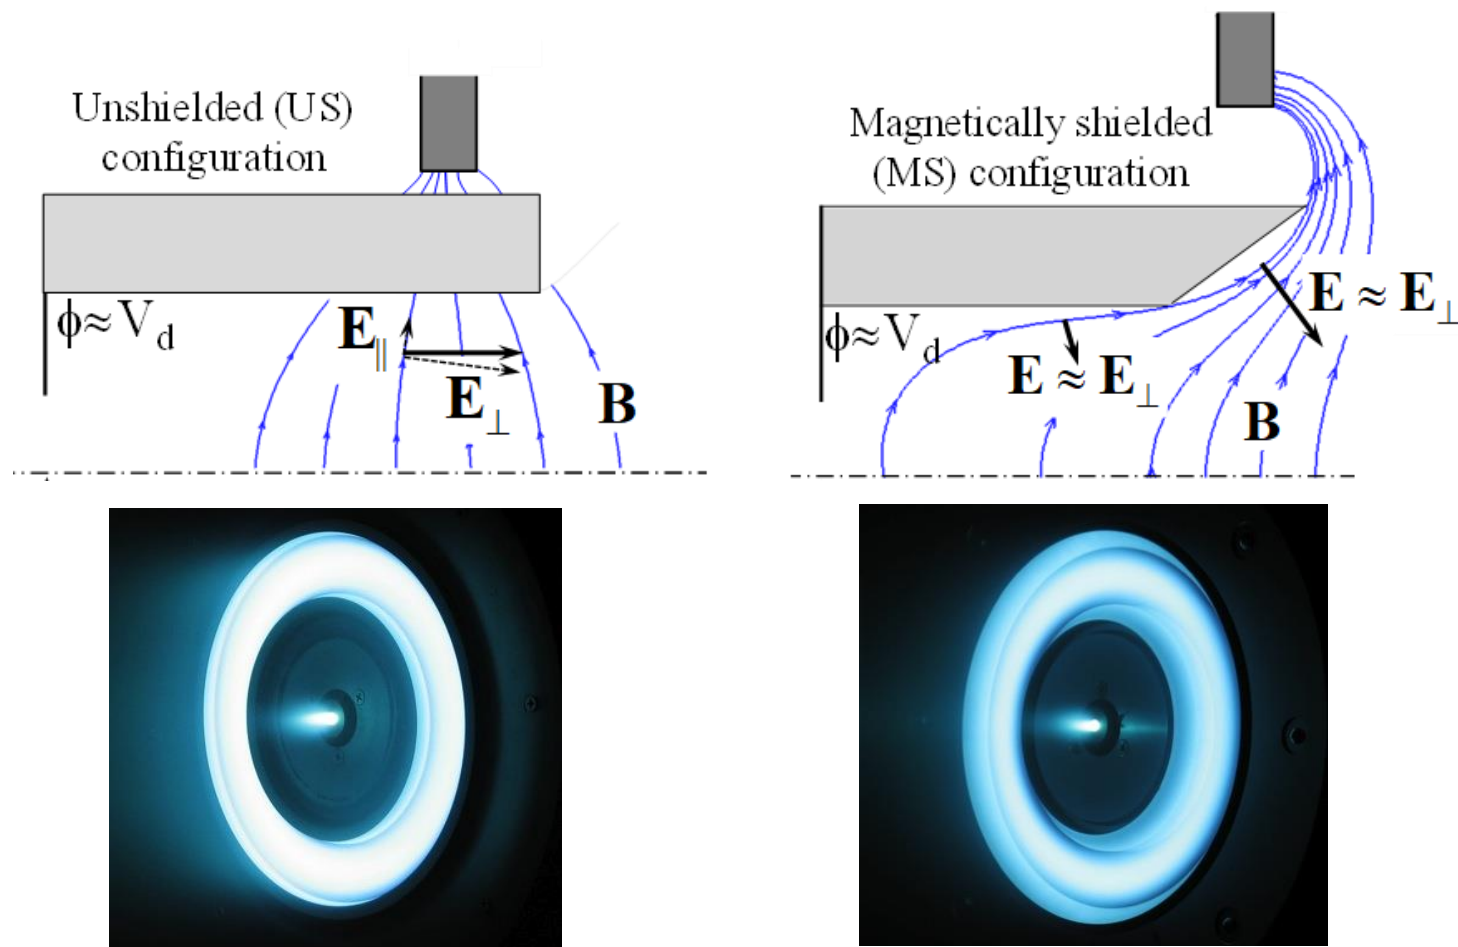 Unshielded (US)
configuration
ϕ≈V_d
E_∥
E_⊥
B
Magnetically shielded
(MS) configuration
ϕ≈V_d
E ≈ E_⊥
E ≈ E_⊥
B